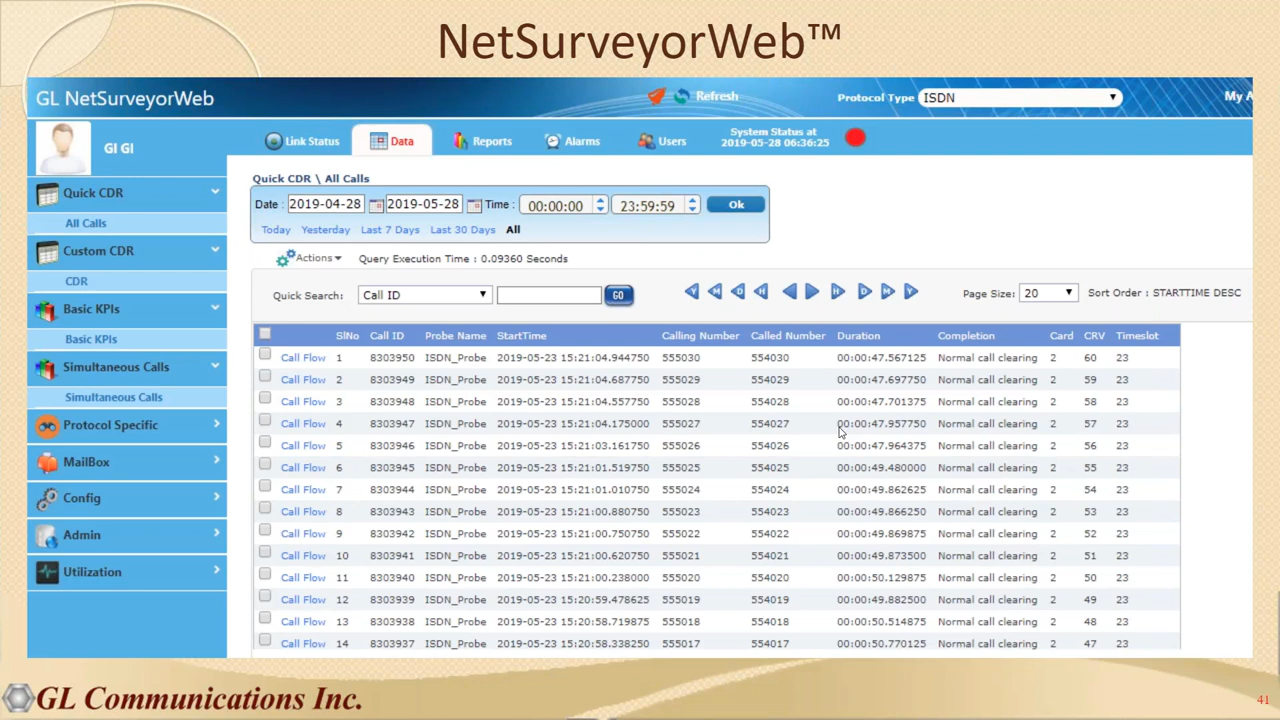 NetSurveyorWeb™
GL NetSurveyorWeb
Refresh
Protocol Type
ISDN
My A
GI GI
Link Status
Data
Reports
Alarms
Users
System Status at
2019-05-28 06:36:25
Quick CDR
All Calls
Custom CDR
CDR
Basic KPIs
Basic KPIs
Simultaneous Calls
Simultaneous Calls
Protocol Specific
MailBox
Config
Admin
Utilization
Quick CDR \ All Calls
Date : 2019-04-28 2019-05-28 Time : 00:00:00 23:59:59 Ok
Today Yesterday Last 7 Days Last 30 Days All
Actions Query Execution Time : 0.09360 Seconds
Quick Search: Call ID GO Y M D H H D M Y Page Size: 20 Sort Order : STARTTIME DESC
SlNo Call ID Probe Name StartTime Calling Number Called Number Duration Completion Card CRV Timeslot
Call Flow 1 8303950 ISDN_Probe 2019-05-23 15:21:04.944750 555030 554030 00:00:47.567125 Normal call clearing 2 60 23
Call Flow 2 8303949 ISDN_Probe 2019-05-23 15:21:04.687750 555029 554029 00:00:47.697750 Normal call clearing 2 59 23
Call Flow 3 8303948 ISDN_Probe 2019-05-23 15:21:04.557750 555028 554028 00:00:47.701375 Normal call clearing 2 58 23
Call Flow 4 8303947 ISDN_Probe 2019-05-23 15:21:04.175000 555027 554027 00:00:47.957750 Normal call clearing 2 57 23
Call Flow 5 8303946 ISDN_Probe 2019-05-23 15:21:03.161750 555026 554026 00:00:47.964375 Normal call clearing 2 56 23
Call Flow 6 8303945 ISDN_Probe 2019-05-23 15:21:01.519750 555025 554025 00:00:49.480000 Normal call clearing 2 55 23
Call Flow 7 8303944 ISDN_Probe 2019-05-23 15:21:01.010750 555024 554024 00:00:49.862625 Normal call clearing 2 54 23
Call Flow 8 8303943 ISDN_Probe 2019-05-23 15:21:00.880750 555023 554023 00:00:49.866250 Normal call clearing 2 53 23
Call Flow 9 8303942 ISDN_Probe 2019-05-23 15:21:00.750750 555022 554022 00:00:49.869875 Normal call clearing 2 52 23
Call Flow 10 8303941 ISDN_Probe 2019-05-23 15:21:00.620750 555021 554021 00:00:49.873500 Normal call clearing 2 51 23
Call Flow 11 8303940 ISDN_Probe 2019-05-23 15:21:00.238000 555020 554020 00:00:50.129875 Normal call clearing 2 50 23
Call Flow 12 8303939 ISDN_Probe 2019-05-23 15:20:59.478625 555019 554019 00:00:49.882500 Normal call clearing 2 49 23
Call Flow 13 8303938 ISDN_Probe 2019-05-23 15:20:58.719875 555018 554018 00:00:50.514875 Normal call clearing 2 48 23
Call Flow 14 8303937 ISDN_Probe 2019-05-23 15:20:58.338250 555017 554017 00:00:50.770125 Normal call clearing 2 47 23
GL Communications Inc.
41